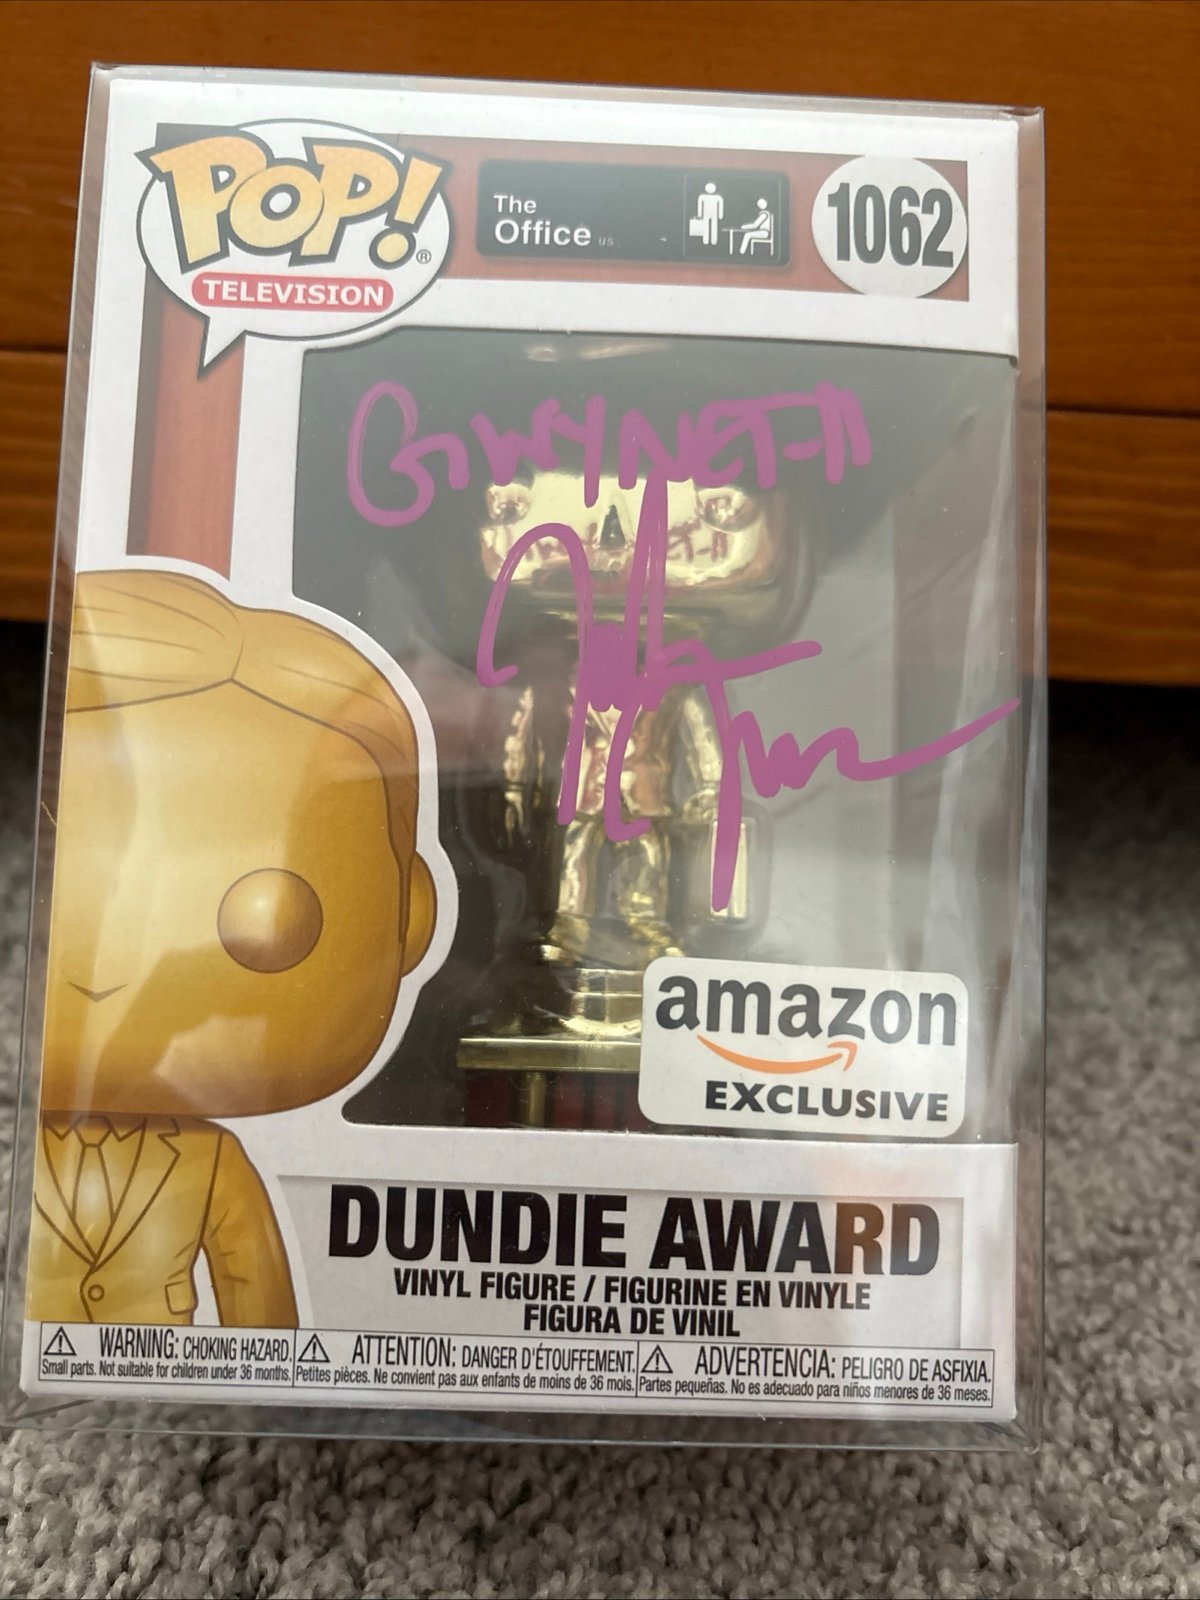 POP!®
TELEVISION
The
Office us
1062
GWYNETH
amazon
EXCLUSIVE
DUNDIE AWARD
VINYL FIGURE / FIGURINE EN VINYLE
FIGURA DE VINIL
WARNING: CHOKING HAZARD.
Small parts. Not suitable for children under 36 months.
ATTENTION: DANGER D'ÉTOUFFEMENT.
Petites pièces. Ne convient pas aux enfants de moins de 36 mois.
ADVERTENCIA: PELIGRO DE ASFIXIA.
Partes pequeñas. No es adecuado para niños menores de 36 meses.